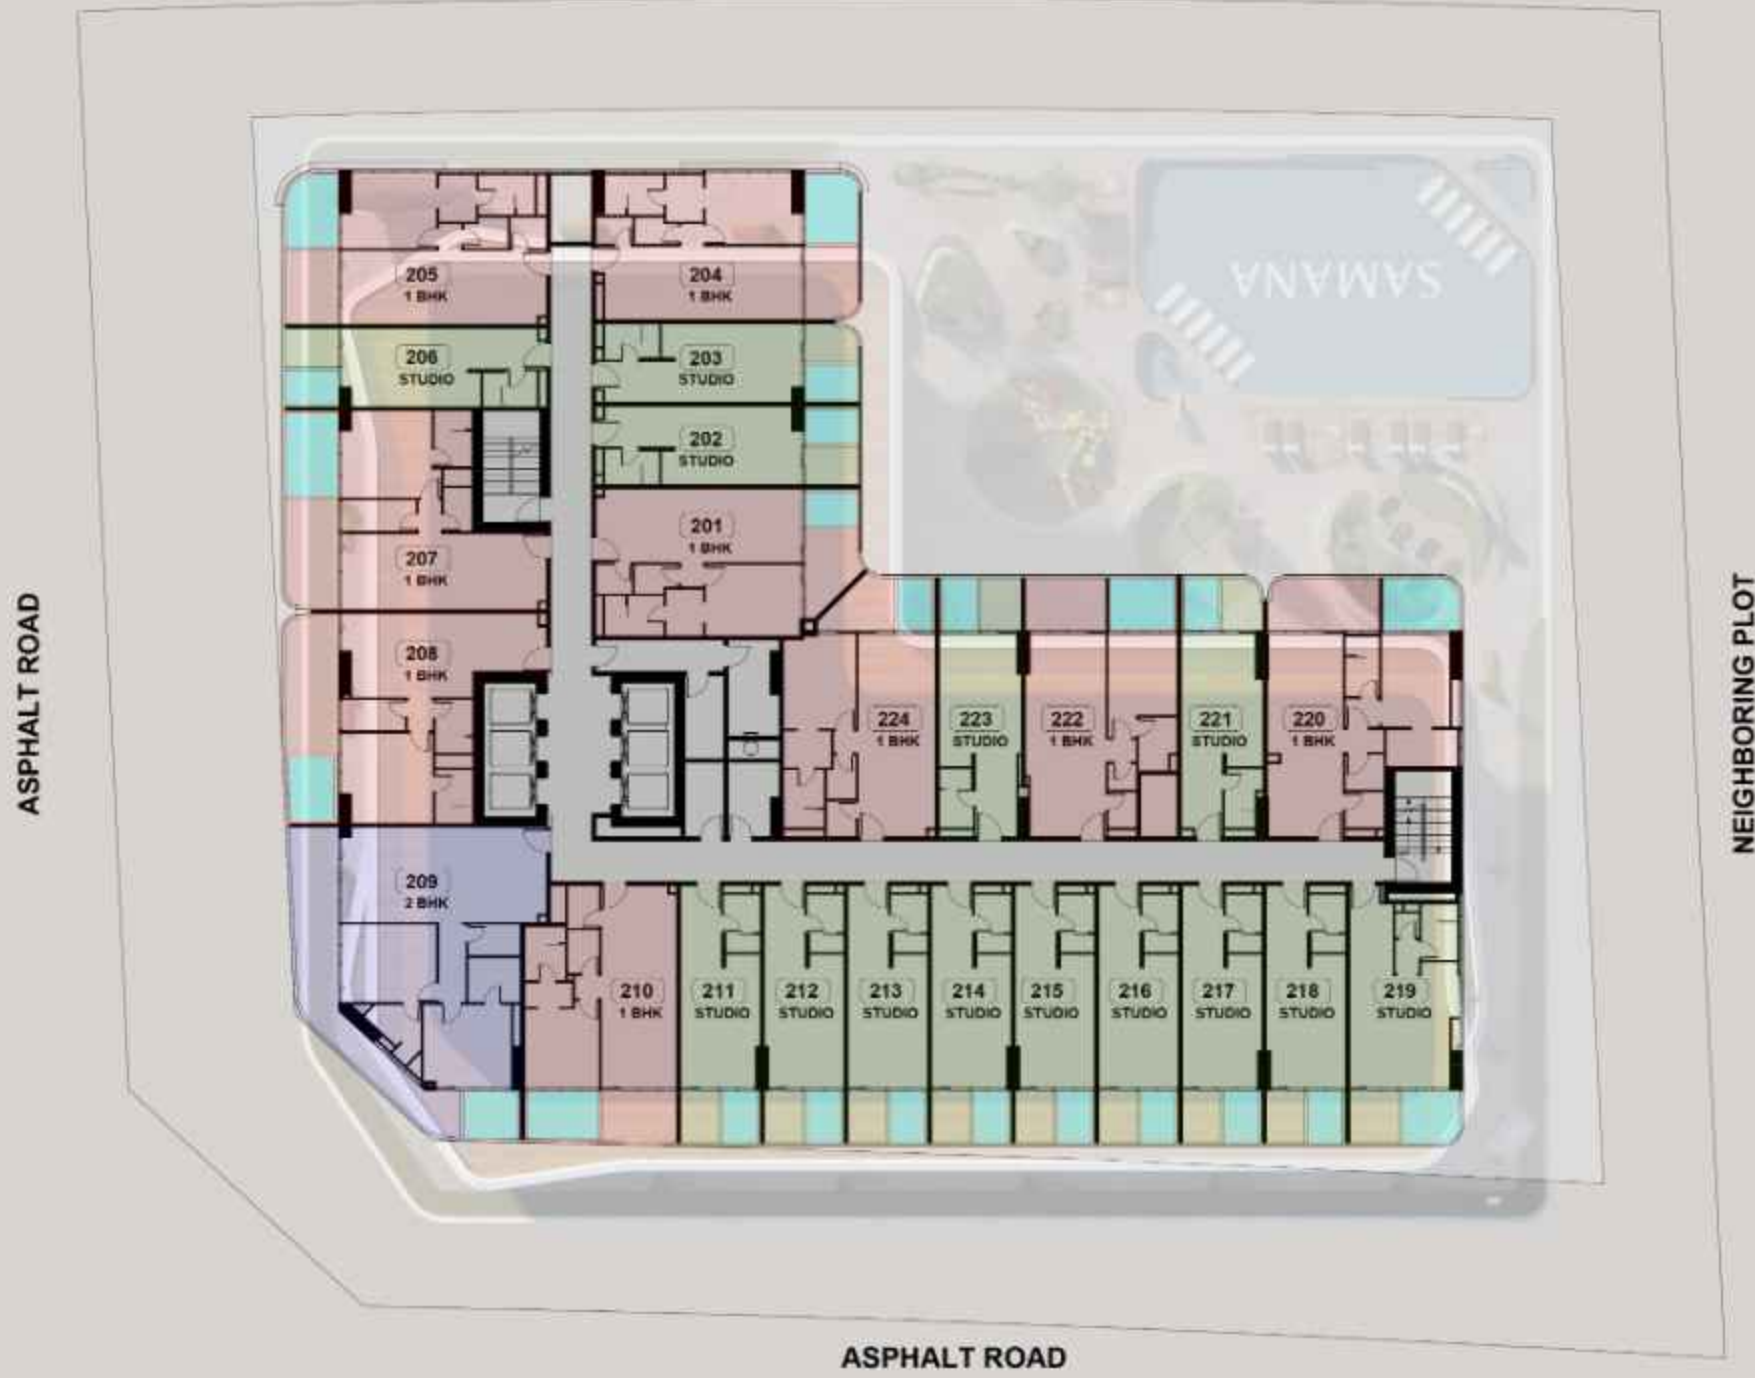 SAMANA
205
1 BHK
204
1 BHK
206
STUDIO
203
STUDIO
202
STUDIO
201
1 BHK
207
1 BHK
208
1 BHK
224
1 BHK
223
STUDIO
222
1 BHK
221
STUDIO
220
1 BHK
209
2 BHK
210
1 BHK
211
STUDIO
212
STUDIO
213
STUDIO
214
STUDIO
215
STUDIO
216
STUDIO
217
STUDIO
218
STUDIO
219
STUDIO
ASPHALT ROAD
NEIGHBORING PLOT
ASPHALT ROAD